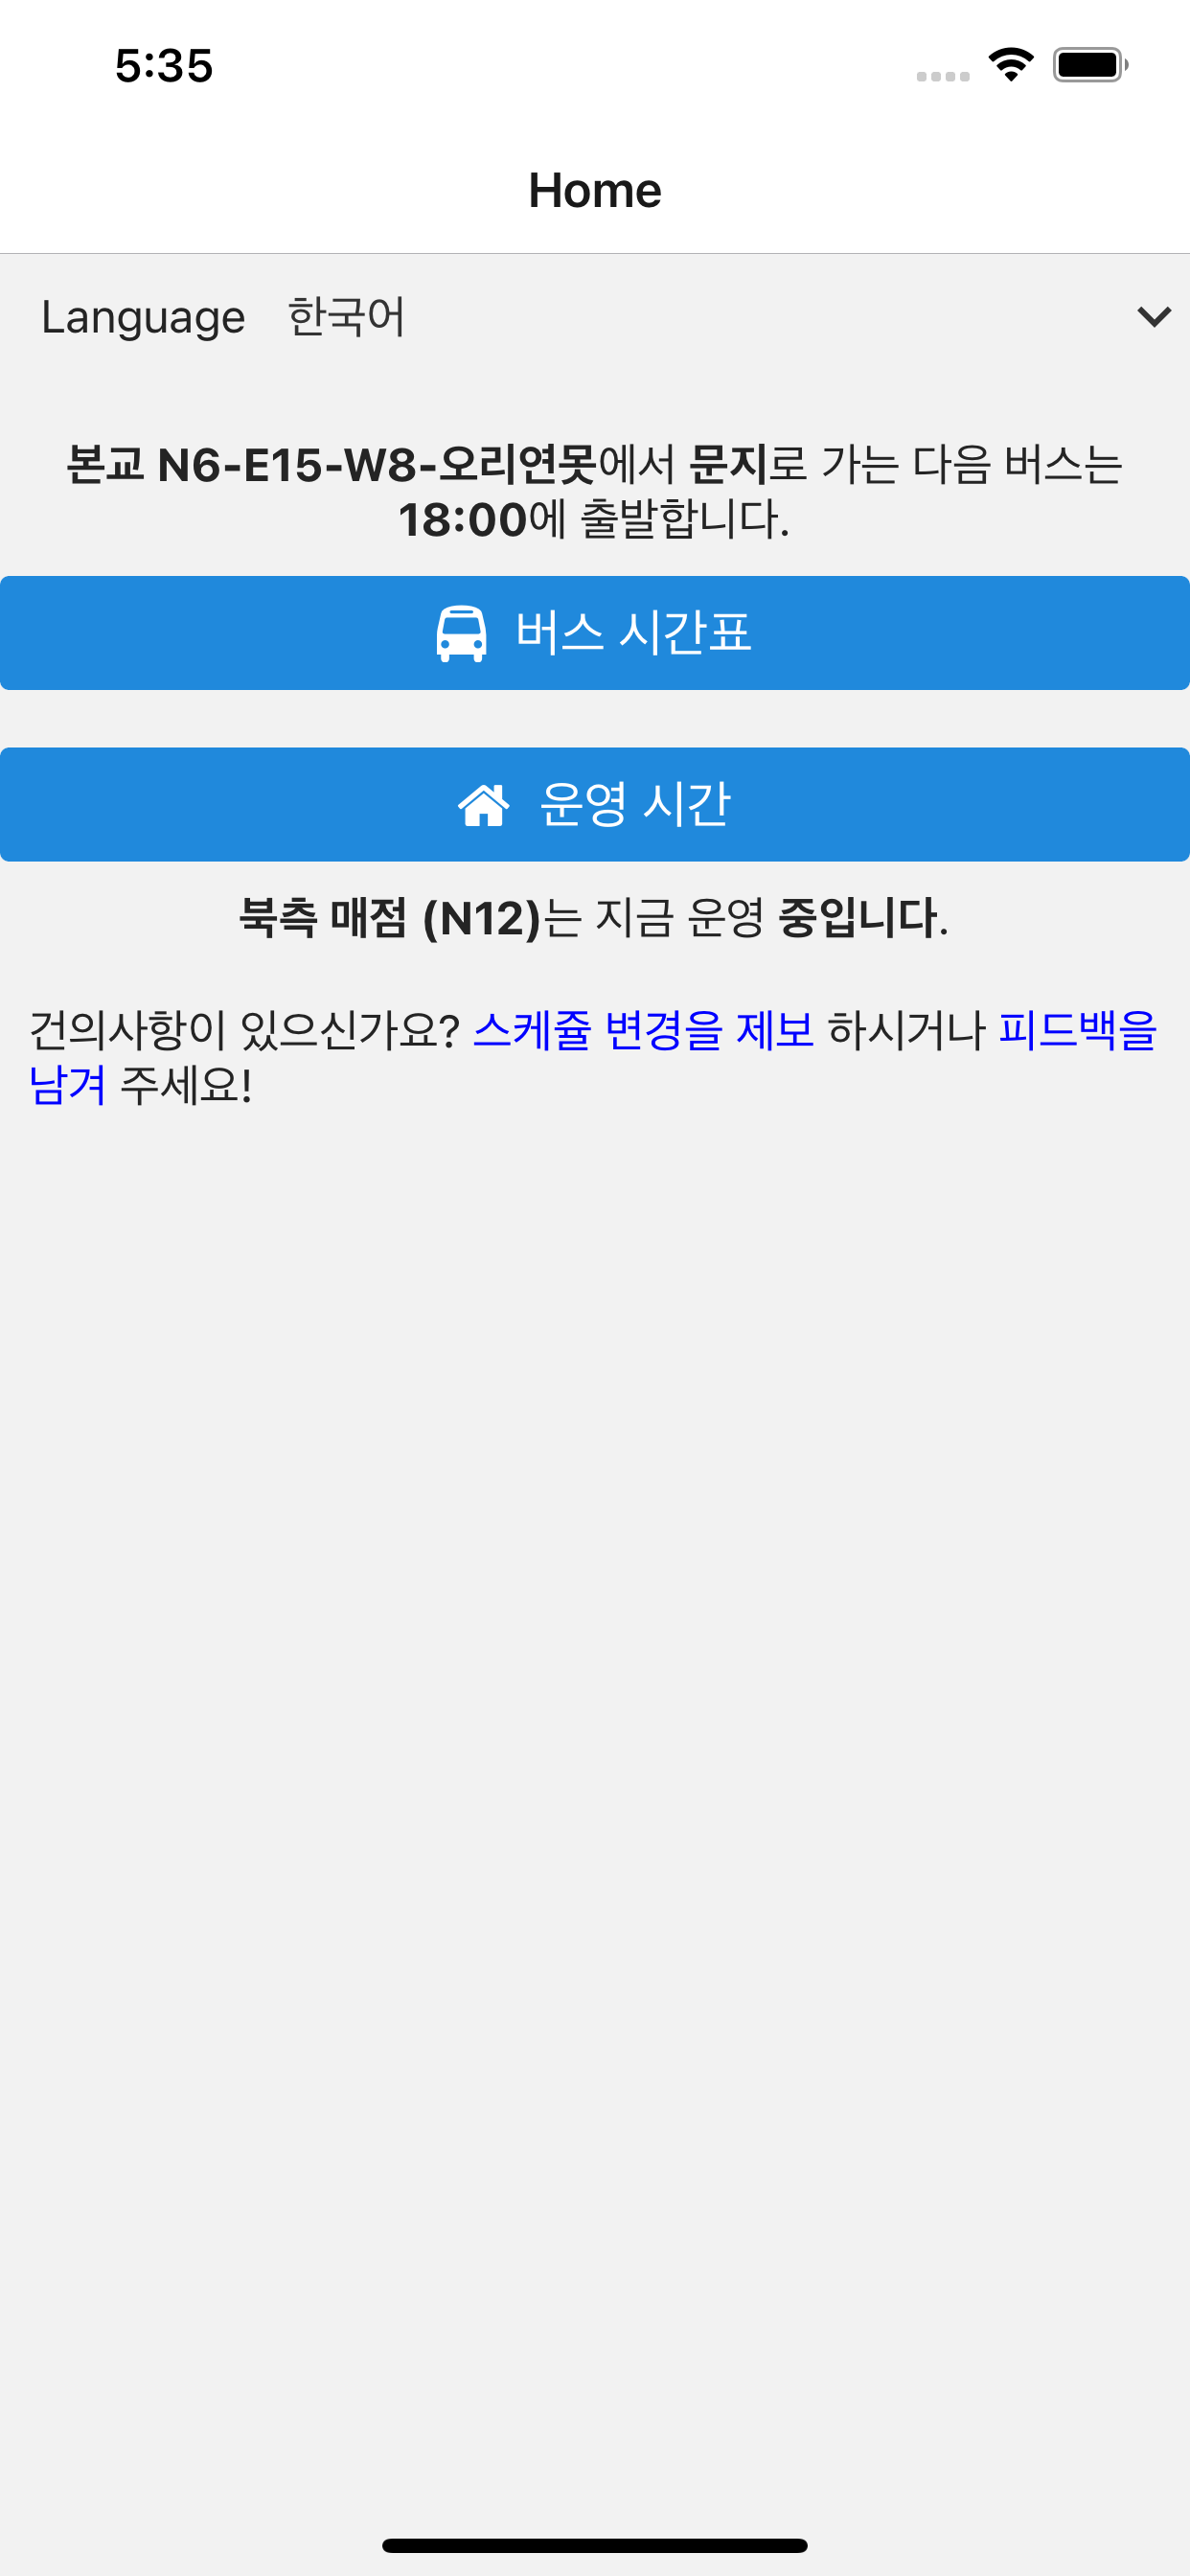 5:35
Home
Language 한국어
본교 N6-E15-W8-오리연못에서 문지로 가는 다음 버스는
18:00에 출발합니다.
버스 시간표
운영 시간
북측 매점 (N12)는 지금 운영 중입니다.
건의사항이 있으신가요? 스케쥴 변경을 제보 하시거나 피드백을
남겨 주세요!